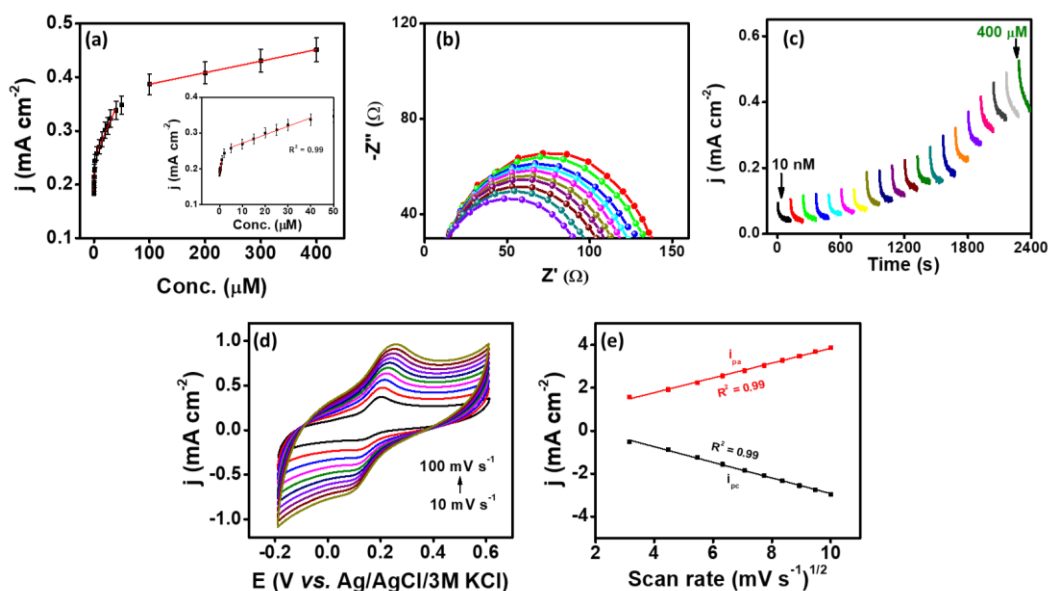 (a)
0.5
0.4
0.3
0.2
0.1
j (mA cm⁻²)
0 100 200 300 400
Conc. (µM)
0.4
0.3
0.2
0.1
j (mA cm⁻²)
R² = 0.99
0 10 20 30 40 50
Conc. (µM)
(b)
120
80
40
-Z" (Ω)
0 50 100 150
Z' (Ω)
(c)
400 µM
10 nM
0.6
0.4
0.2
0.0
j (mA cm⁻²)
0 600 1200 1800 2400
Time (s)
(d)
1.0
0.5
0.0
-0.5
-1.0
j (mA cm⁻²)
100 mV s⁻¹
10 mV s⁻¹
0.0 0.2 0.4 0.6
E (V vs. Ag/AgCl/3M KCl)
(e)
4
2
0
-2
-4
j (mA cm⁻²)
i pa
R² = 0.99
R² = 0.99
i pc
2 4 6 8 10
Scan rate (mV s⁻¹)¹/²